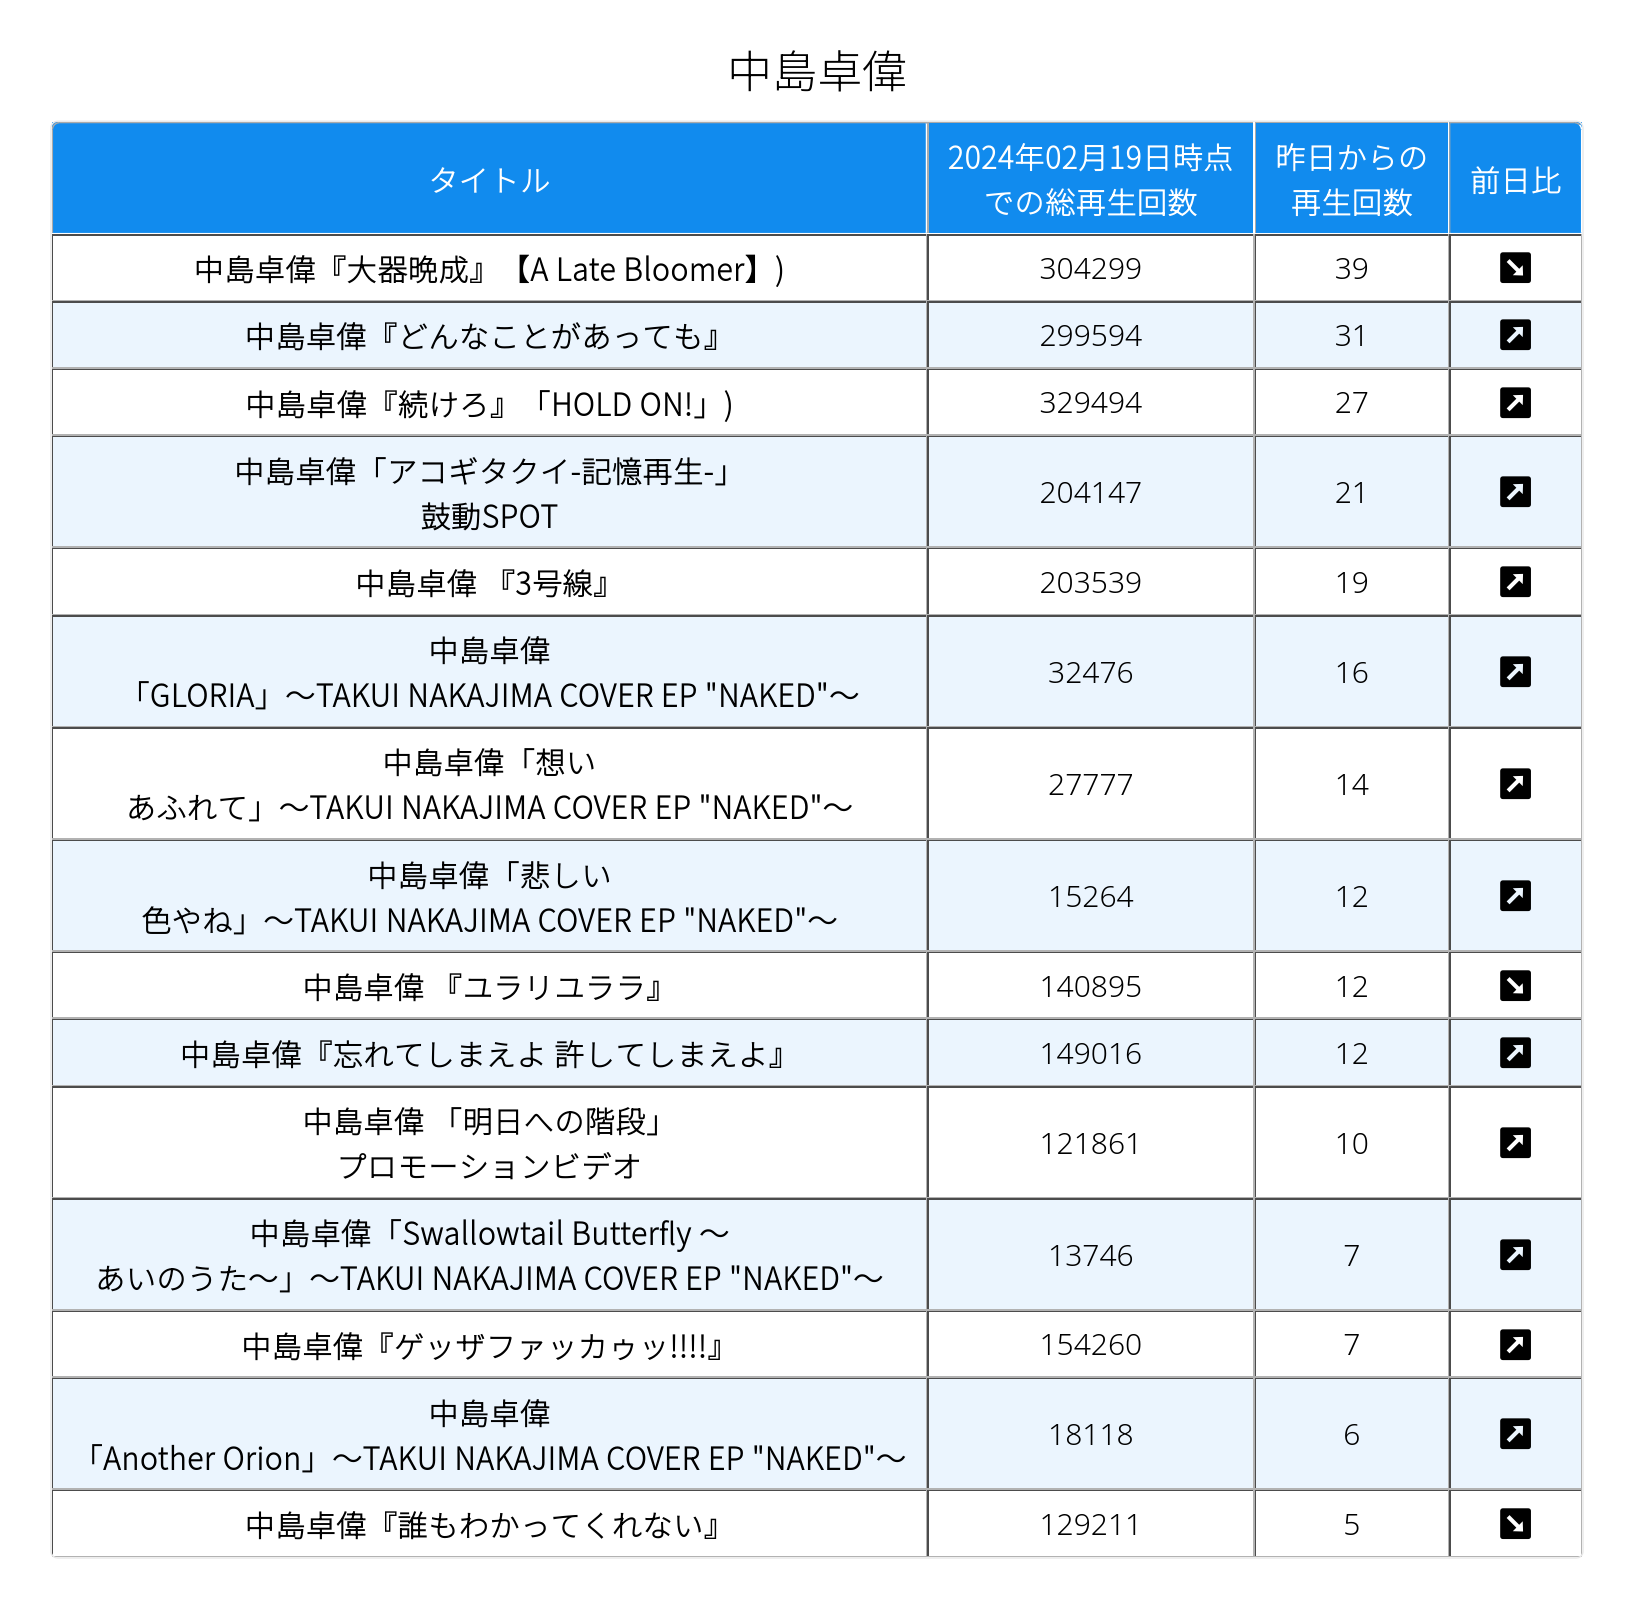 中島卓偉
タイトル
2024年02月19日時点
での総再生回数
昨日からの
再生回数
前日比
中島卓偉『大器晩成』【A Late Bloomer】)
304299
39
中島卓偉『どんなことがあっても』
299594
31
中島卓偉『続けろ』「HOLD ON!」)
329494
27
中島卓偉「アコギタクイ-記憶再生-」
鼓動SPOT
204147
21
中島卓偉 『3号線』
203539
19
中島卓偉
「GLORIA」～TAKUI NAKAJIMA COVER EP "NAKED"～
32476
16
中島卓偉「想い
あふれて」～TAKUI NAKAJIMA COVER EP "NAKED"～
27777
14
中島卓偉「悲しい
色やね」～TAKUI NAKAJIMA COVER EP "NAKED"～
15264
12
中島卓偉 『ユラリユララ』
140895
12
中島卓偉『忘れてしまえよ 許してしまえよ』
149016
12
中島卓偉 「明日への階段」
プロモーションビデオ
121861
10
中島卓偉「Swallowtail Butterfly ～
あいのうた～」～TAKUI NAKAJIMA COVER EP "NAKED"～
13746
7
中島卓偉『ゲッザファッカゥッ!!!!』
154260
7
中島卓偉
「Another Orion」～TAKUI NAKAJIMA COVER EP "NAKED"～
18118
6
中島卓偉『誰もわかってくれない』
129211
5